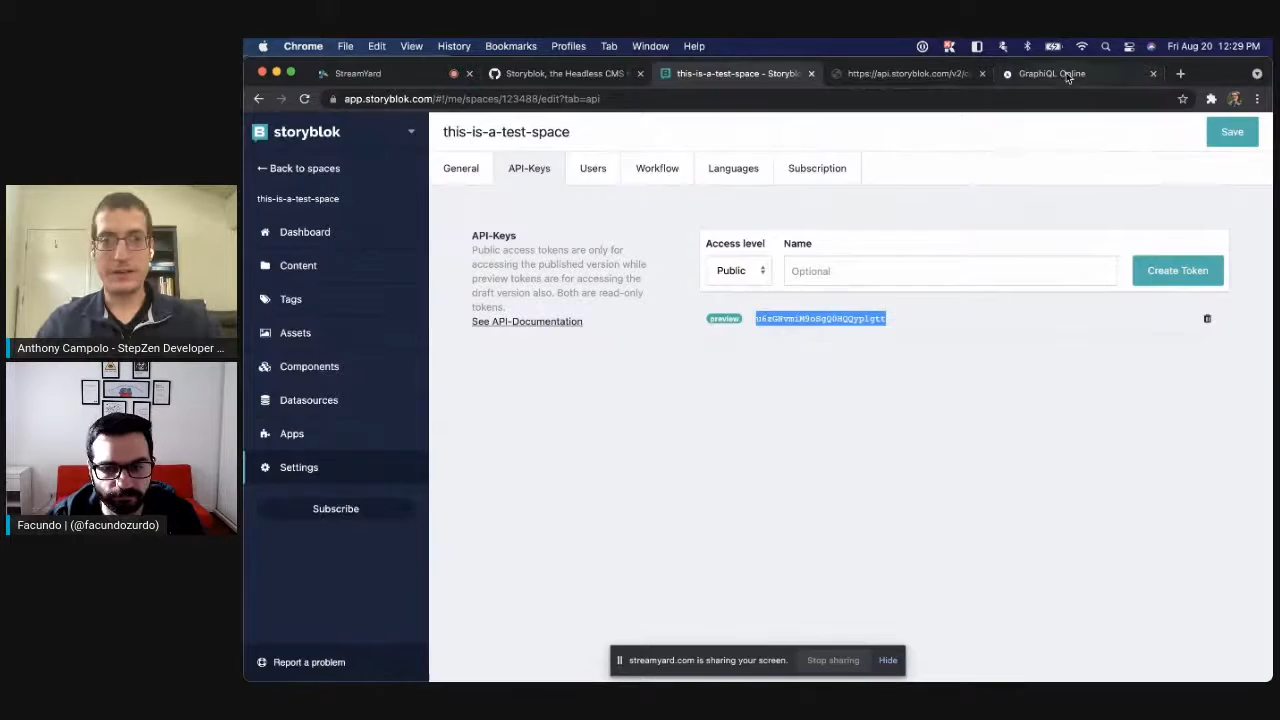 Chrome File Edit View History Bookmarks Profiles Tab Window Help Fri Aug 20 12:29 PM
StreamYard
Storyblok, the Headless CMS
this-is-a-test-space - Storyblo
https://api.storyblok.com/v2/c
GraphiQL Online
app.storyblok.com/#!/me/spaces/123488/edit?tab=api
storyblok
this-is-a-test-space
Save
← Back to spaces
General API-Keys Users Workflow Languages Subscription
this-is-a-test-space
Dashboard
Content
Tags
Assets
Components
Datasources
Apps
Settings
Subscribe
Report a problem
API-Keys
Public access tokens are only for
accessing the published version while
preview tokens are for accessing the
draft version also. Both are read-only
tokens.
See API-Documentation
Access level Name
Public Optional Create Token
preview
streamyard.com is sharing your screen. Stop sharing Hide
Anthony Campolo - StepZen Developer ...
Facundo | (@facundozurdo)